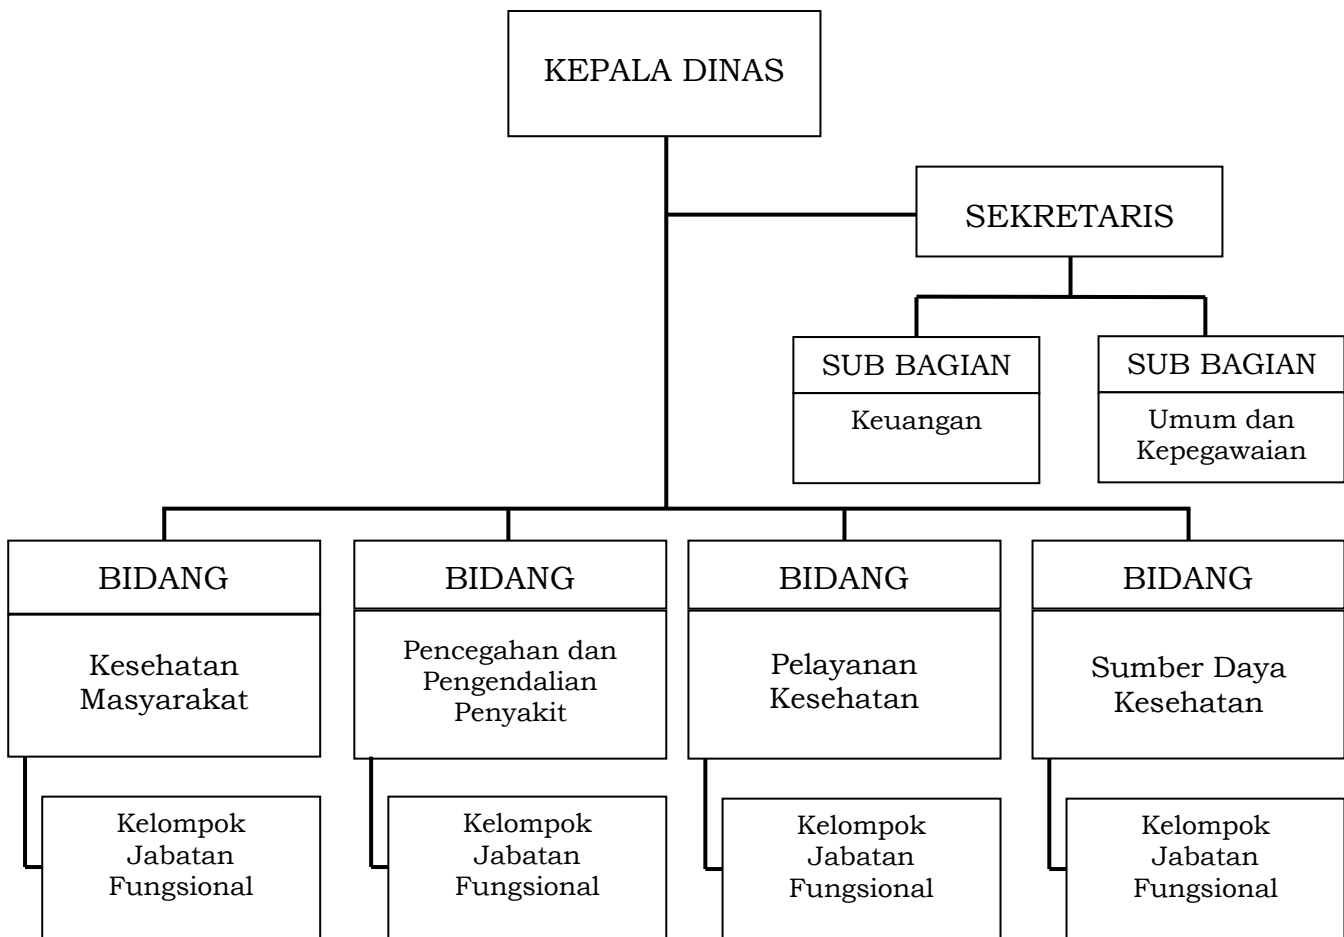 KEPALA DINAS
SEKRETARIS
SUB BAGIAN
Keuangan
SUB BAGIAN
Umum dan
Kepegawaian
BIDANG
Kesehatan
Masyarakat
BIDANG
Pencegahan dan
Pengendalian
Penyakit
BIDANG
Pelayanan
Kesehatan
BIDANG
Sumber Daya
Kesehatan
Kelompok
Jabatan
Fungsional
Kelompok
Jabatan
Fungsional
Kelompok
Jabatan
Fungsional
Kelompok
Jabatan
Fungsional